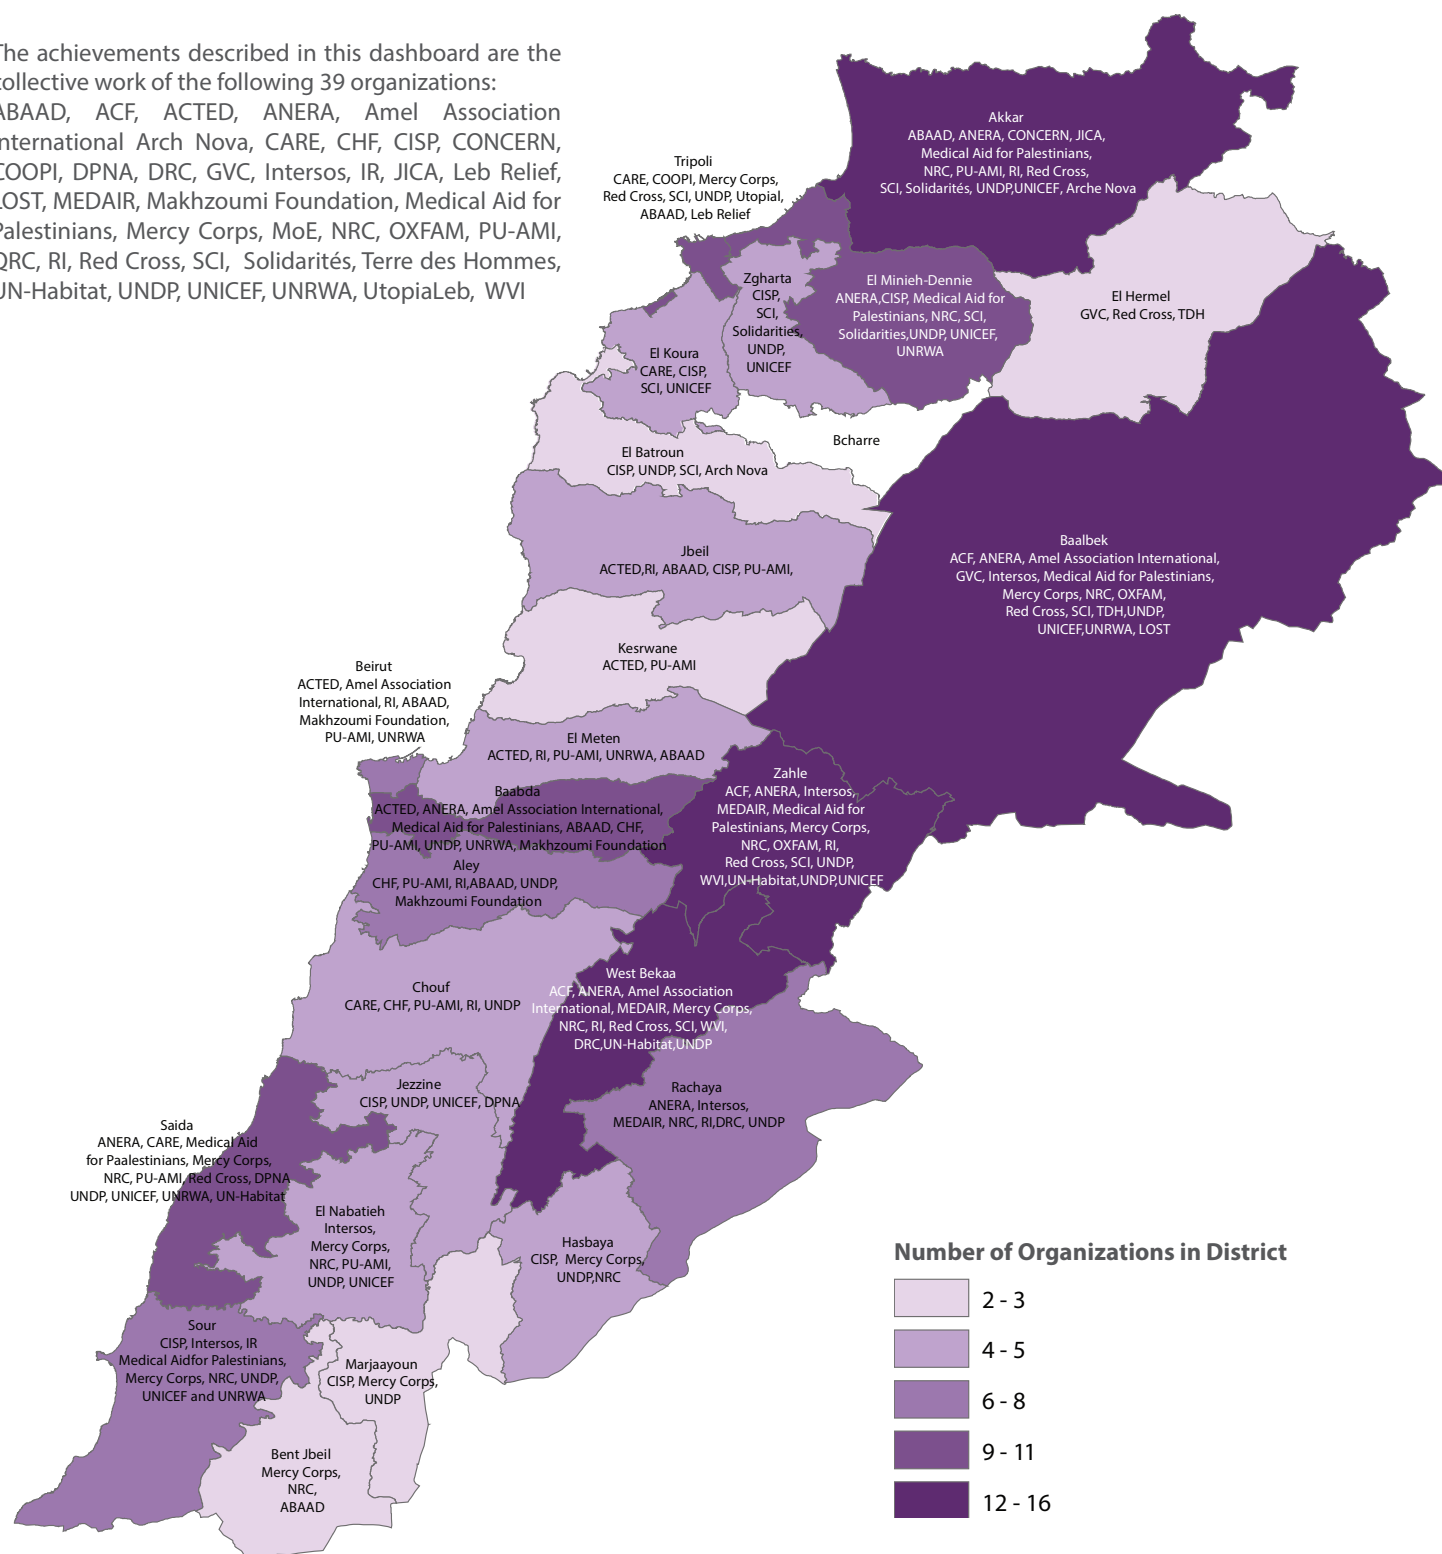 The achievements described in this dashboard are the
collective work of the following 39 organizations:
ABAAD, ACF, ACTED, ANERA, Amel Association
International Arch Nova, CARE, CHF, CISP, CONCERN,
COOPI, DPNA, DRC, GVC, Intersos, IR, JICA, Leb Relief,
LOST, MEDAIR, Makhzoumi Foundation, Medical Aid for
Palestinians, Mercy Corps, MoE, NRC, OXFAM, PU-AMI,
QRC, RI, Red Cross, SCI, Solidarités, Terre des Hommes,
UN-Habitat, UNDP, UNICEF, UNRWA, UtopiaLeb, WVI
Akkar
ABAAD, ANERA, CONCERN, JICA,
Medical Aid for Palestinians,
NRC, PU-AMI, RI, Red Cross,
SCI, Solidarités, UNDP,UNICEF, Arche Nova
Tripoli
CARE, COOPI, Mercy Corps,
Red Cross, SCI, UNDP, Utopial,
ABAAD, Leb Relief
Zgharta
CISP,
SCI,
Solidarities,
UNDP,
UNICEF
El Minieh-Dennie
ANERA,CISP, Medical Aid for
Palestinians, NRC, SCI,
Solidarities,UNDP, UNICEF,
UNRWA
El Hermel
GVC, Red Cross, TDH
El Koura
CARE, CISP,
SCI, UNICEF
Bcharre
El Batroun
CISP, UNDP, SCI, Arch Nova
Jbeil
ACTED,RI, ABAAD, CISP, PU-AMI,
Baalbek
ACF, ANERA, Amel Association International,
GVC, Intersos, Medical Aid for Palestinians,
Mercy Corps, NRC, OXFAM,
Red Cross, SCI, TDH,UNDP,
UNICEF,UNRWA, LOST
Kesrwane
ACTED, PU-AMI
Beirut
ACTED, Amel Association
International, RI, ABAAD,
Makhzoumi Foundation,
PU-AMI, UNRWA
El Meten
ACTED, RI, PU-AMI, UNRWA, ABAAD
Baabda
ACTED, ANERA, Amel Association International,
Medical Aid for Palestinians, ABAAD, CHF,
PU-AMI, UNDP, UNRWA, Makhzoumi Foundation
Zahle
ACF, ANERA, Intersos,
MEDAIR, Medical Aid for
Palestinians, Mercy Corps,
NRC, OXFAM, RI,
Red Cross, SCI, UNDP,
WVI,UN-Habitat,UNDP,UNICEF
Aley
CHF, PU-AMI, RI,ABAAD, UNDP,
Makhzoumi Foundation
Chouf
CARE, CHF, PU-AMI, RI, UNDP
West Bekaa
ACF, ANERA, Amel Association
International, MEDAIR, Mercy Corps,
NRC, RI, Red Cross, SCI, WVI,
DRC,UN-Habitat,UNDP
Rachaya
ANERA, Intersos,
MEDAIR, NRC, RI,DRC, UNDP
Jezzine
CISP, UNDP, UNICEF, DPNA
Saida
ANERA, CARE, Medical Aid
for Paalestinians, Mercy Corps,
NRC, PU-AMI, Red Cross, DPNA
UNDP, UNICEF, UNRWA, UN-Habitat
El Nabatieh
Intersos,
Mercy Corps,
NRC, PU-AMI,
UNDP, UNICEF
Hasbaya
CISP, Mercy Corps,
UNDP,NRC
Sour
CISP, Intersos, IR
Medical Aidfor Palestinians,
Mercy Corps, NRC, UNDP,
UNICEF and UNRWA
Marjaayoun
CISP, Mercy Corps,
UNDP
Bent Jbeil
Mercy Corps,
NRC,
ABAAD
Number of Organizations in District
2 - 3
4 - 5
6 - 8
9 - 11
12 - 16